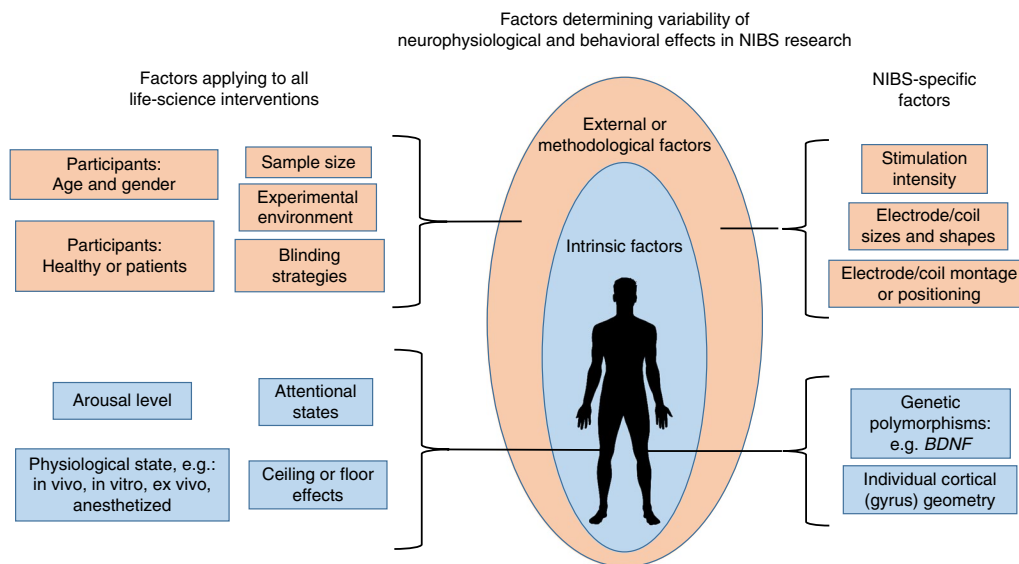 Factors determining variability of
neurophysiological and behavioral effects in NIBS research
Factors applying to all
life-science interventions
NIBS-specific
factors
External or
methodological factors
Intrinsic factors
Participants:
Age and gender
Participants:
Healthy or patients
Sample size
Experimental
environment
Blinding
strategies
Stimulation
intensity
Electrode/coil
sizes and shapes
Electrode/coil montage
or positioning
Arousal level
Physiological state, e.g.:
in vivo, in vitro, ex vivo,
anesthetized
Attentional
states
Ceiling or floor
effects
Genetic
polymorphisms:
e.g. BDNF
Individual cortical
(gyrus) geometry